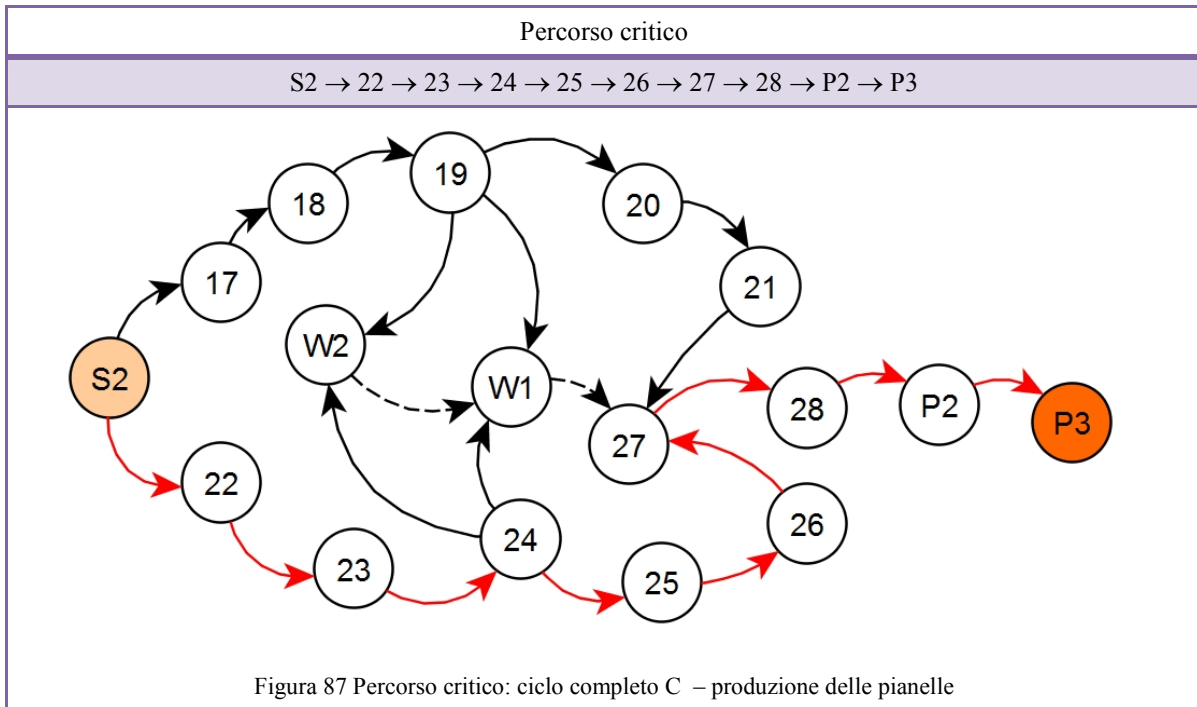 Percorso critico
S2 → 22 → 23 → 24 → 25 → 26 → 27 → 28 → P2 → P3
19
18
20
17
21
W2
S2
W1
28
P2
P3
27
22
26
24
23
25
Figura 87 Percorso critico: ciclo completo C – produzione delle pianelle